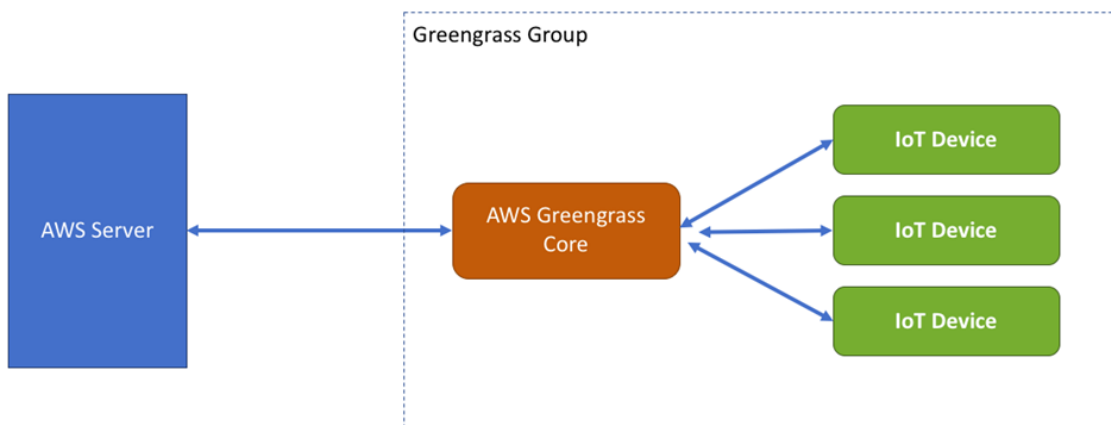 Greengrass Group
AWS Server
AWS Greengrass
Core
IoT Device
IoT Device
IoT Device